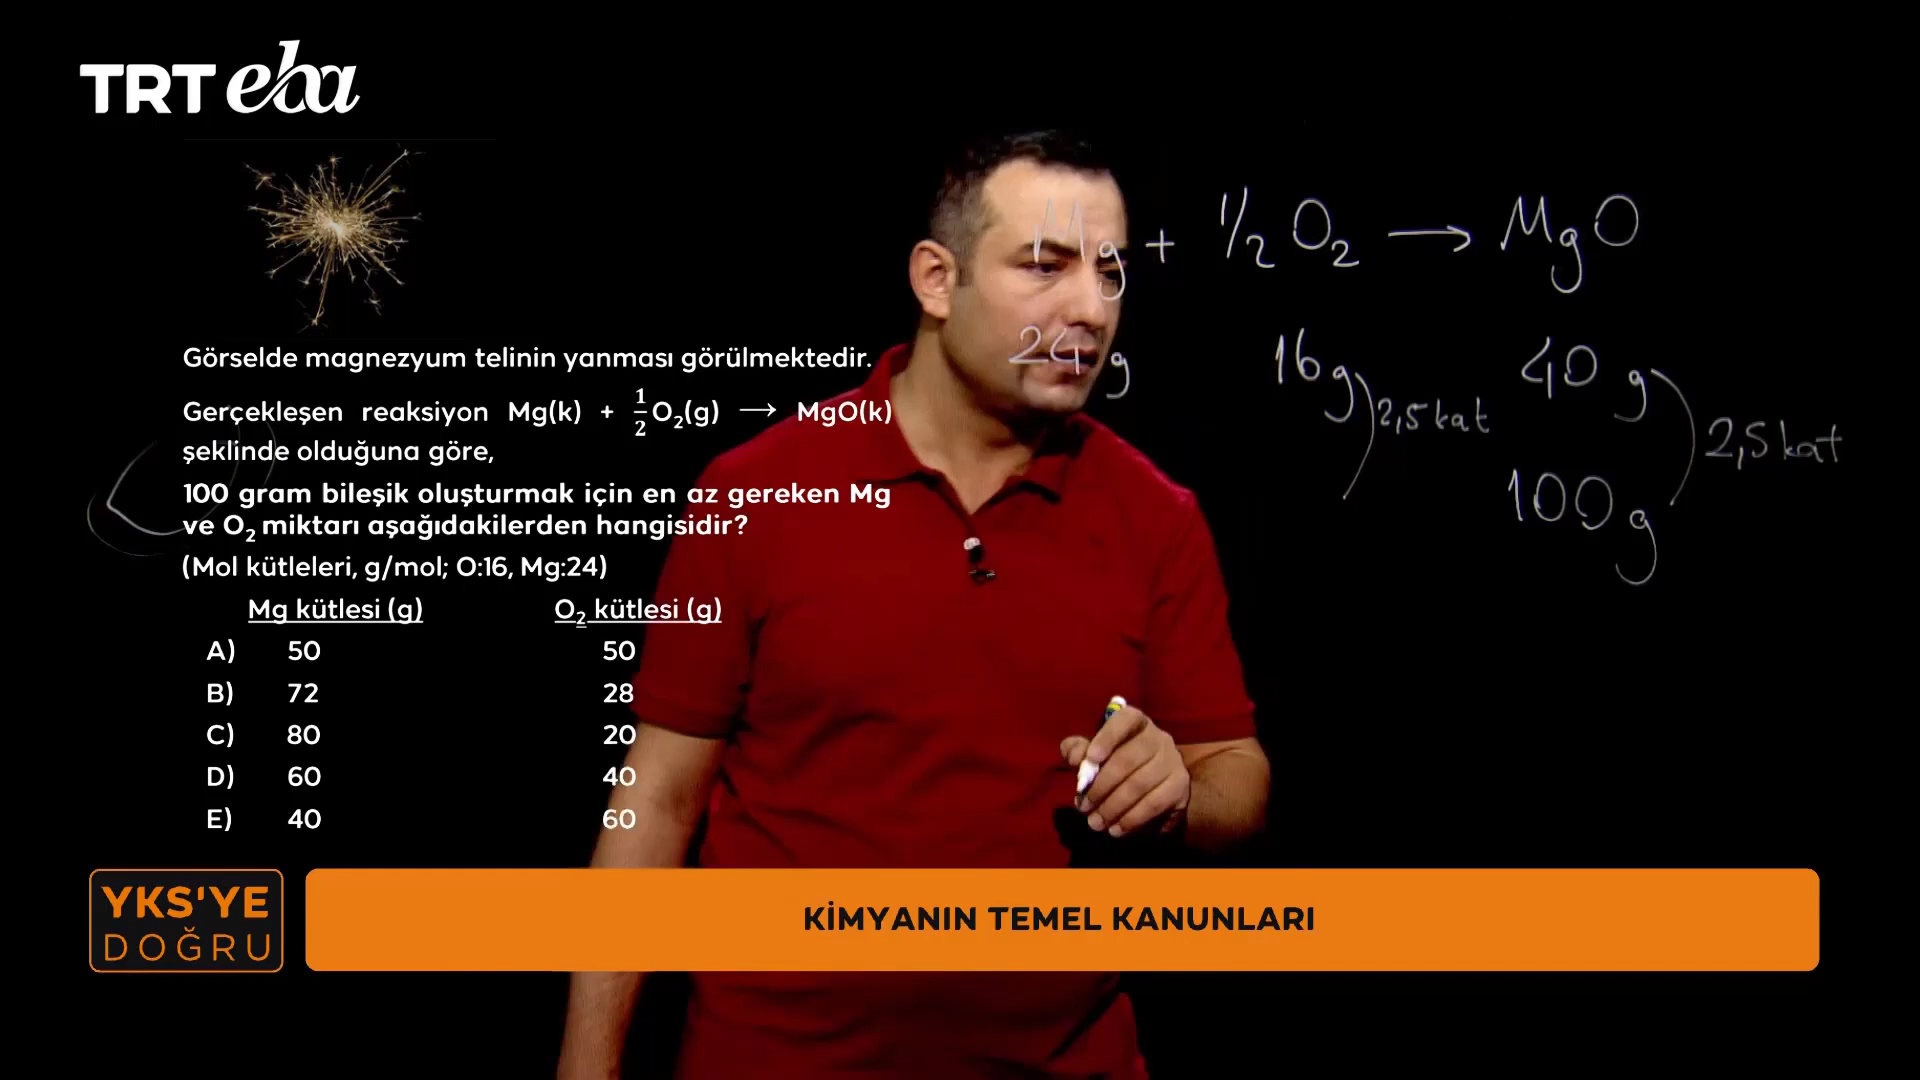 TRT eba
Görselde magnezyum telinin yanması görülmektedir.
Gerçekleşen reaksiyon Mg(k) + 1/2 O₂(g) ⟶ MgO(k)
şeklinde olduğuna göre,
100 gram bileşik oluşturmak için en az gereken Mg
ve O₂ miktarı aşağıdakilerden hangisidir?
(Mol kütleleri, g/mol; O:16, Mg:24)
Mg kütlesi (g) O₂ kütlesi (g)
A) 50 50
B) 72 28
C) 80 20
D) 60 40
E) 40 60
Mg + 1/2 O₂ ⟶ MgO
24 g 16 g 40 g
2,5 kat 2,5 kat
100 g
YKS'YE
DOĞRU
KİMYANIN TEMEL KANUNLARI